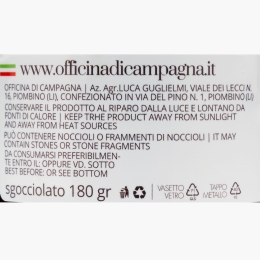 www.officinadicampagna.it
OFFICINA DI CAMPAGNA | Az. Agr.LUCA GUGLIELMI, VIALE DEI LECCI N.
16, PIOMBINO (LI), CONFEZIONATO IN VIA DEL PINO N. 1, PIOMBINO (LI)
CONSERVARE IL PRODOTTO AL RIPARO DALLA LUCE E LONTANO DA
FONTI DI CALORE | KEEP TRHE PRODUCT AWAY FROM SUNLIGHT
AND AWAY FROM HEAT SOURCES
PUÒ CONTENERE NOCCIOLI O FRAMMENTI DI NOCCIOLI | IT MAY
CONTAIN STONES OR STONE FRAGMENTS
DA CONSUMARSI PREFERIBILMEN-
TE ENTRO IL: OPPURE VD. SOTTO
BEST BEFORE: OR SEE BOTTOM
sgocciolato 180 gr
VASETTO
VETRO
TAPPO
METALLO